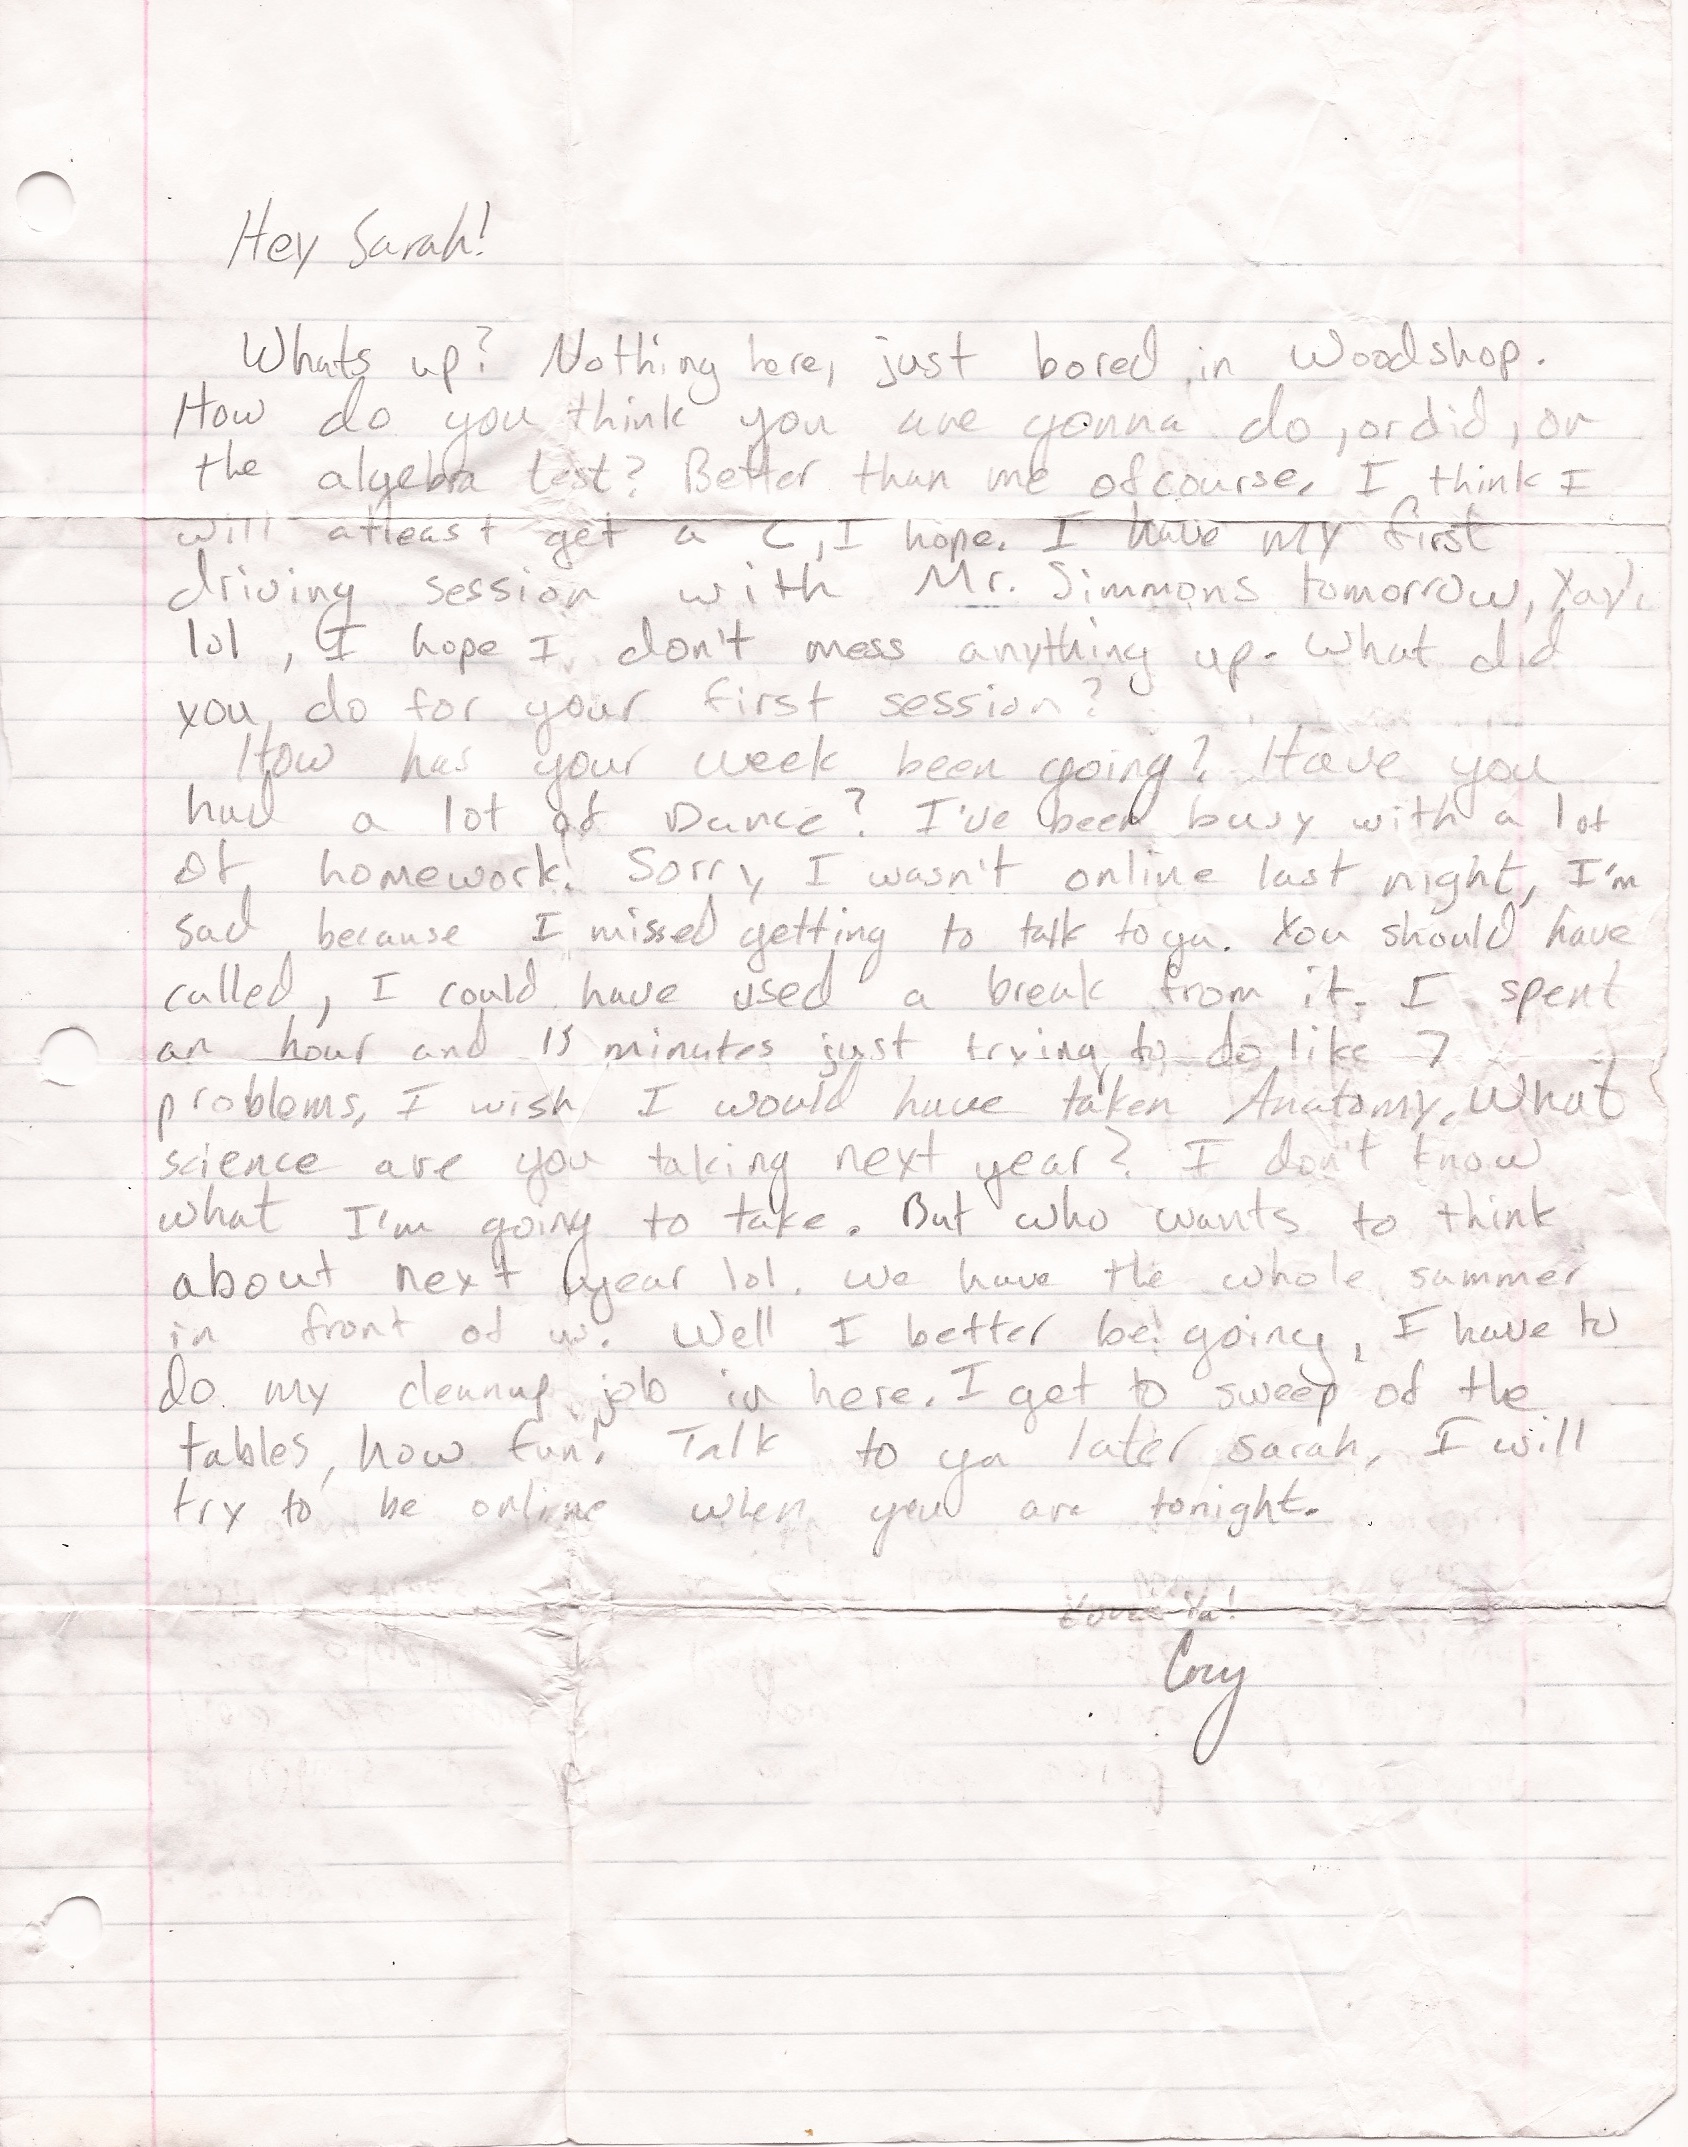 Hey Sarah!
Whats up? Nothing here, just bored in Woodshop.
How do you think you are gonna do, or did, on
the algebra test? Better than me ofcourse. I think I
will atleast get a C, I hope. I have my first
driving session with Mr. Simmons tomorrow, Yay!
lol, I hope I don't mess anything up. What did
you do for your first session?
How has your week been going? Have you
had a lot of Dance? I've been busy with a lot
of homework. Sorry I wasn't online last night, I'm
sad because I missed getting to talk to ya. You should have
called, I could have used a break from it. I spent
an hour and 15 minutes just trying to do like 7
problems, I wish I would have taken Anatomy. What
science are you taking next year? I don't know
what I'm going to take. But who wants to think
about next year lol. We have the whole summer
in front of us. Well I better be going, I have to
do my cleanup job in here. I get to sweep of the
tables, how fun. Talk to ya later Sarah, I will
try to be online when you are tonight.
Ya!
Cory